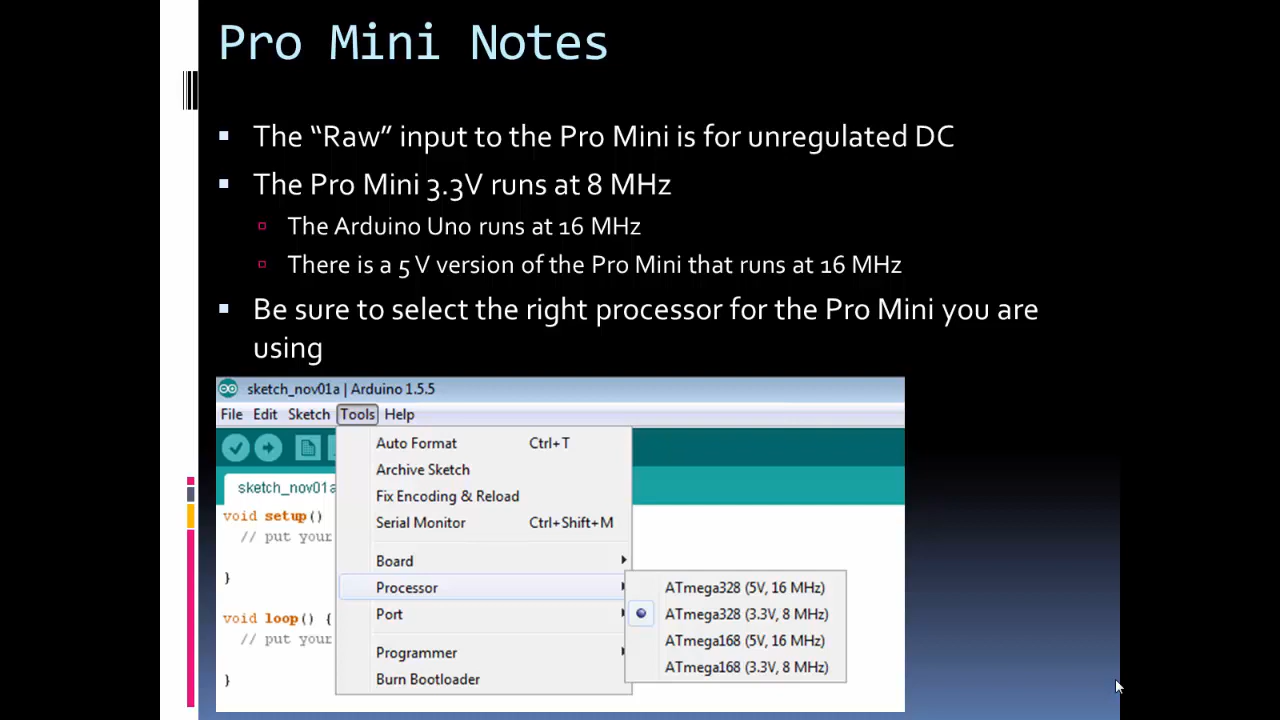 Pro Mini Notes
The “Raw” input to the Pro Mini is for unregulated DC
The Pro Mini 3.3V runs at 8 MHz
The Arduino Uno runs at 16 MHz
There is a 5 V version of the Pro Mini that runs at 16 MHz
Be sure to select the right processor for the Pro Mini you are
using
sketch_nov01a | Arduino 1.5.5
File Edit Sketch Tools Help
Auto Format Ctrl+T
Archive Sketch
Fix Encoding & Reload
Serial Monitor Ctrl+Shift+M
Board
Processor
Port
Programmer
Burn Bootloader
ATmega328 (5V, 16 MHz)
ATmega328 (3.3V, 8 MHz)
ATmega168 (5V, 16 MHz)
ATmega168 (3.3V, 8 MHz)
sketch_nov01a
void setup()
// put your
}
void loop() {
// put your
}